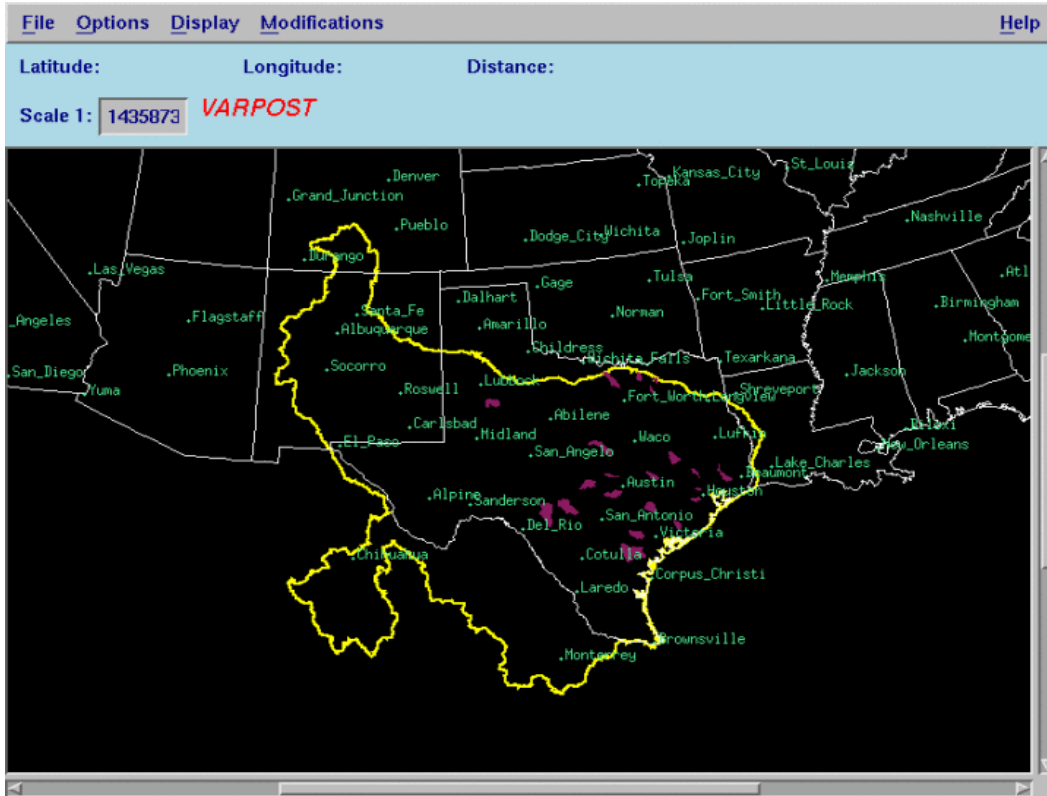 File Options Display Modifications Help
Latitude: Longitude: Distance:
Scale 1: 1435873 VARPOST
.St_Louis
.Denver .Topeka .Kansas_City
.Grand_Junction
.Pueblo .Nashville
.Dodge_City .Wichita .Joplin
.Durango
.Las_Vegas .Gage .Tulsa .Memphis .Atl
.Dalhart .Fort_Smith .Little_Rock .Birmingham
_Angeles .Flagstaff .Santa_Fe .Norman
.Albuquerque .Amarillo .Montgome
.Childress
.San_Diego .Phoenix .Socorro .Wichita_Falls .Texarkana .Jackson
.Yuma .Roswell .Lubbock .Fort_Worth .Longview .Shreveport
.Carlsbad .Abilene
.El_Paso .Midland .Waco .Lufkin .Biloxi
.San_Angelo .New_Orleans
.Lake_Charles
.Beaumont
.Alpine .Sanderson .Austin .Houston
.Del_Rio .San_Antonio
.Victoria
.Chihuahua .Cotulla
.Corpus_Christi
.Laredo
.Brownsville
.Monterrey